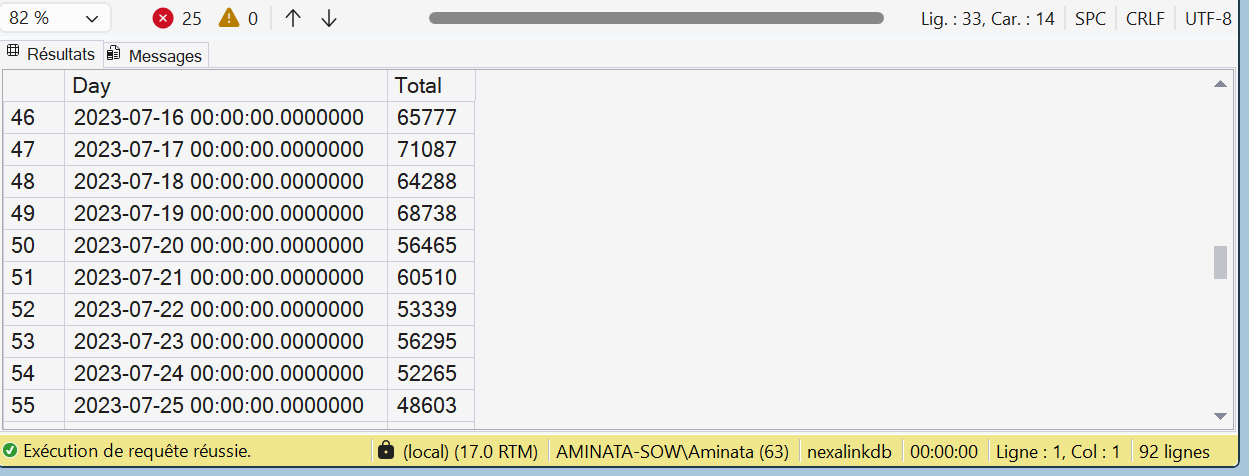 82 % 25 0 Lig. : 33, Car. : 14 SPC CRLF UTF-8
Résultats Messages
Day Total
46 2023-07-16 00:00:00.0000000 65777
47 2023-07-17 00:00:00.0000000 71087
48 2023-07-18 00:00:00.0000000 64288
49 2023-07-19 00:00:00.0000000 68738
50 2023-07-20 00:00:00.0000000 56465
51 2023-07-21 00:00:00.0000000 60510
52 2023-07-22 00:00:00.0000000 53339
53 2023-07-23 00:00:00.0000000 56295
54 2023-07-24 00:00:00.0000000 52265
55 2023-07-25 00:00:00.0000000 48603
Exécution de requête réussie. (local) (17.0 RTM) AMINATA-SOW\Aminata (63) nexalinkdb 00:00:00 Ligne : 1, Col : 1 92 lignes